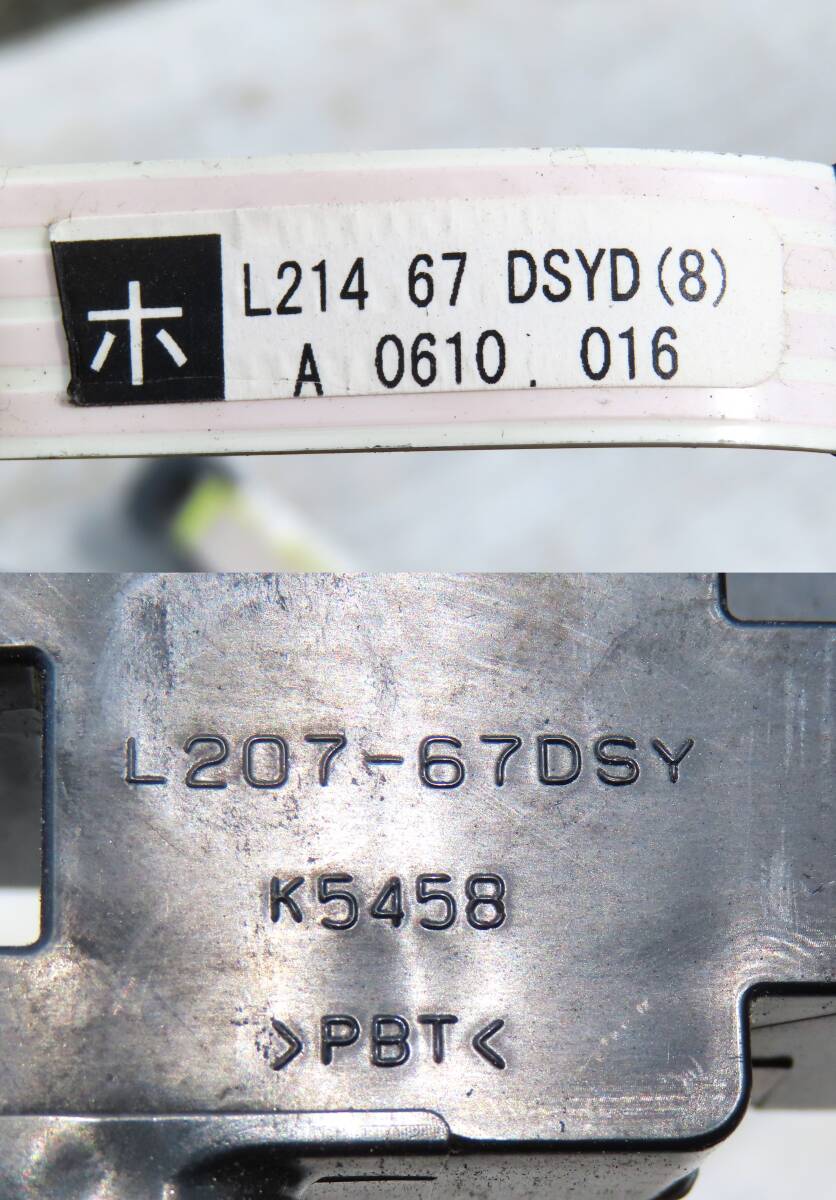 ホ
L214 67 DSYD(8)
A 0610. 016
L207-67DSY
K5458
>PBT<